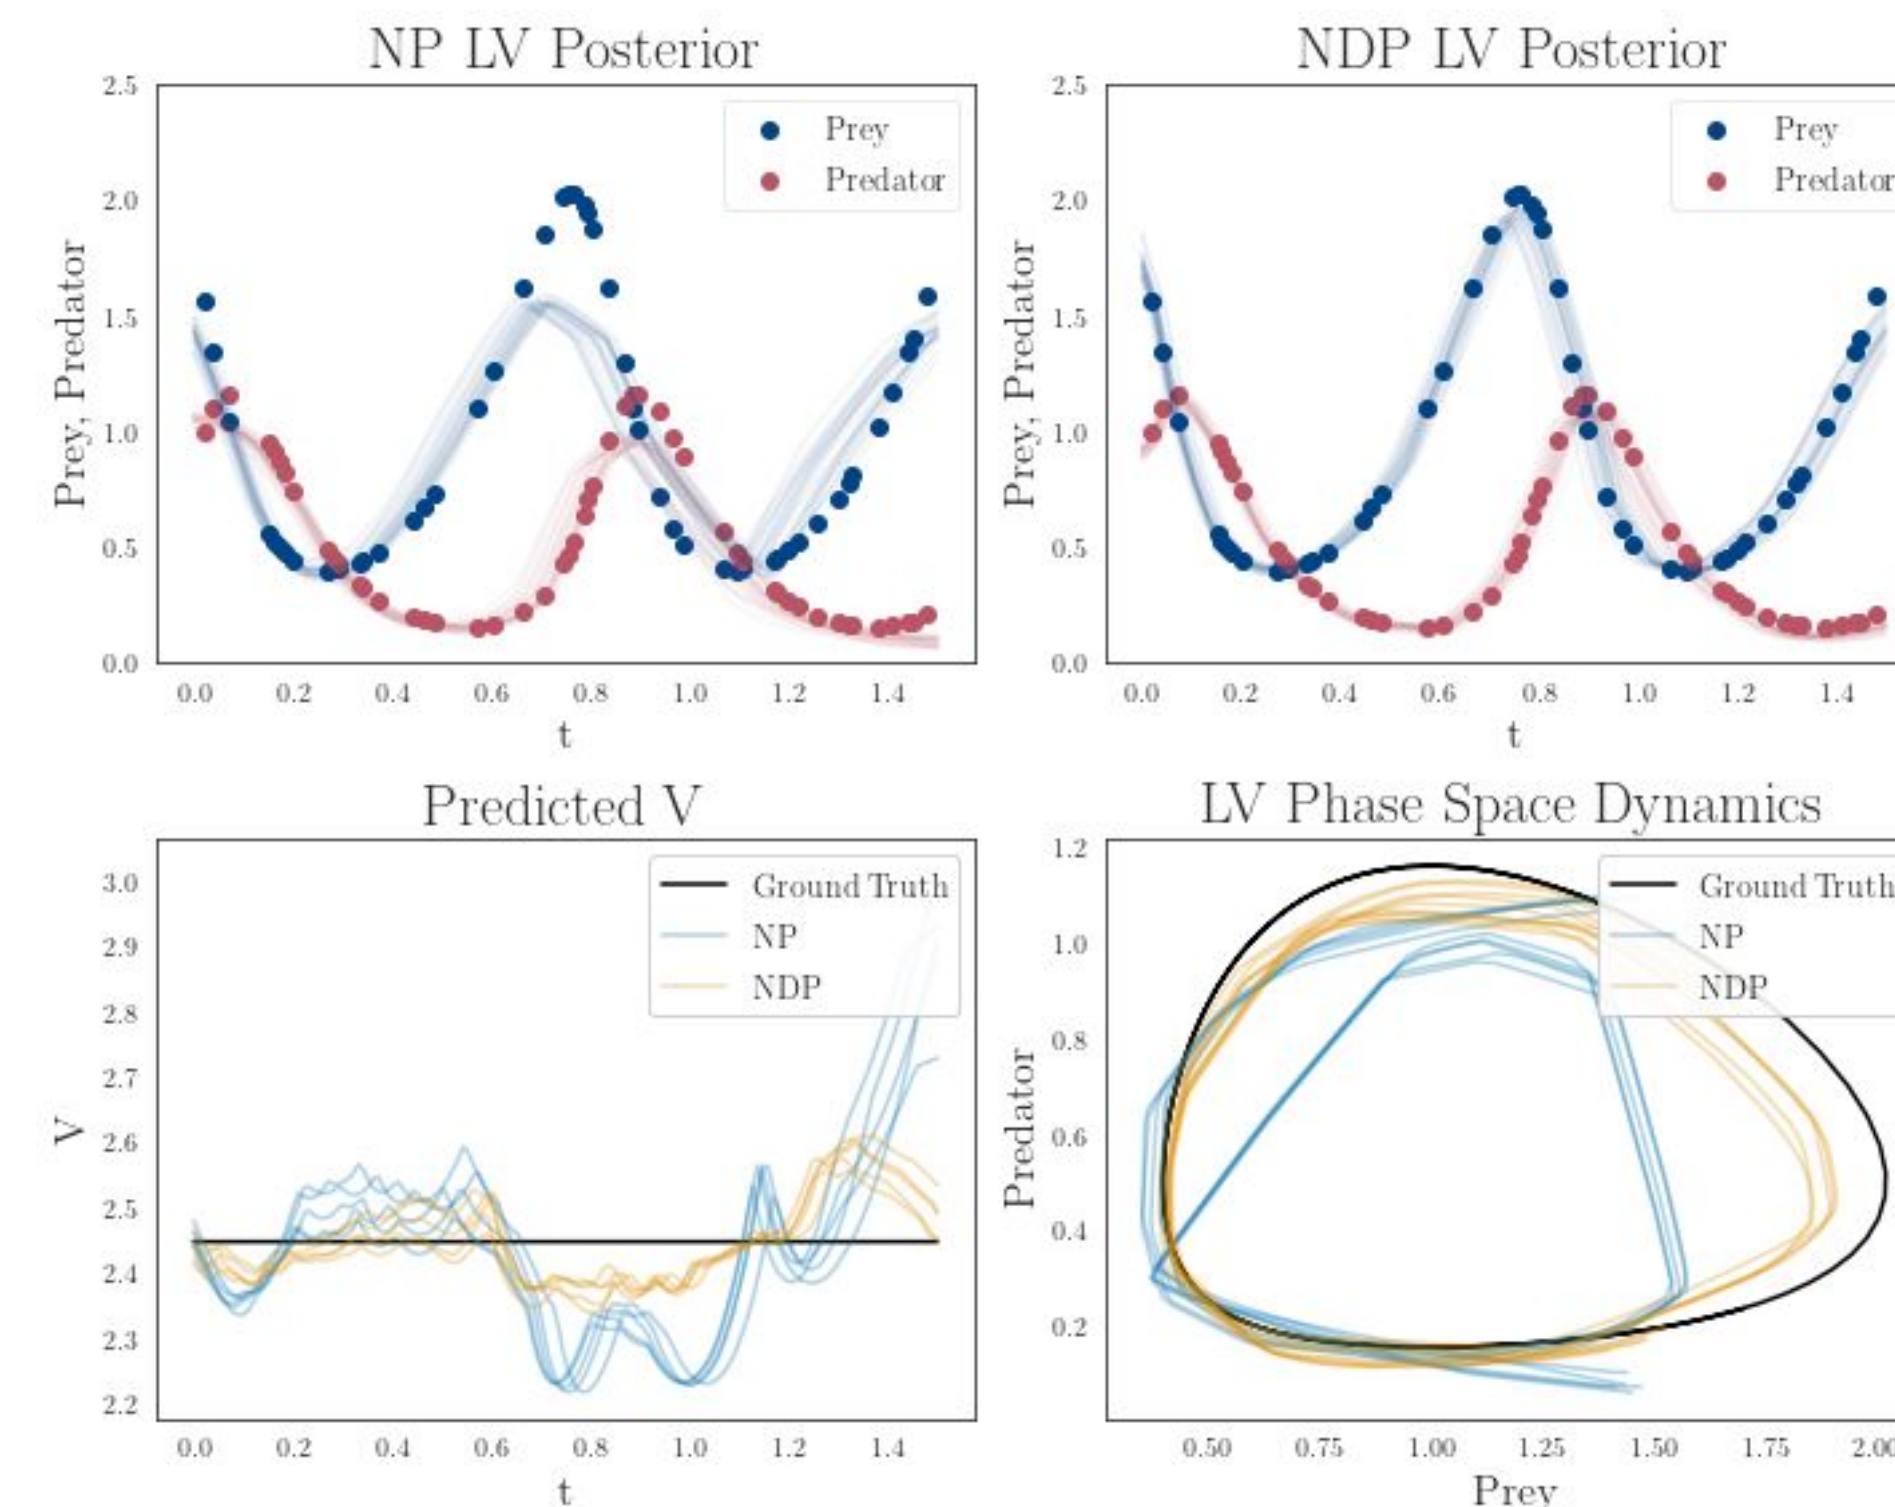 NP LV Posterior
2.5
2.0
1.5
1.0
0.5
0.0
Prey, Predator
Prey
Predator
0.0 0.2 0.4 0.6 0.8 1.0 1.2 1.4
t
NDP LV Posterior
2.5
2.0
1.5
1.0
0.5
0.0
Prey, Predator
Prey
Predator
0.0 0.2 0.4 0.6 0.8 1.0 1.2 1.4
t
Predicted V
3.0
2.9
2.8
2.7
2.6
2.5
2.4
2.3
2.2
V
Ground Truth
NP
NDP
0.0 0.2 0.4 0.6 0.8 1.0 1.2 1.4
t
LV Phase Space Dynamics
1.2
1.0
0.8
0.6
0.4
0.2
Predator
Ground Truth
NP
NDP
0.50 0.75 1.00 1.25 1.50 1.75 2.00
Prey